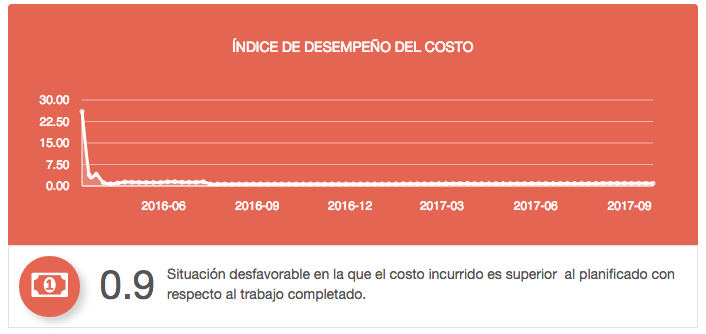 ÍNDICE DE DESEMPEÑO DEL COSTO
30.00
22.50
15.00
7.50
0.00
2016-06 2016-09 2016-12 2017-03 2017-06 2017-09
1
0.9
Situación desfavorable en la que el costo incurrido es superior al planificado con
respecto al trabajo completado.